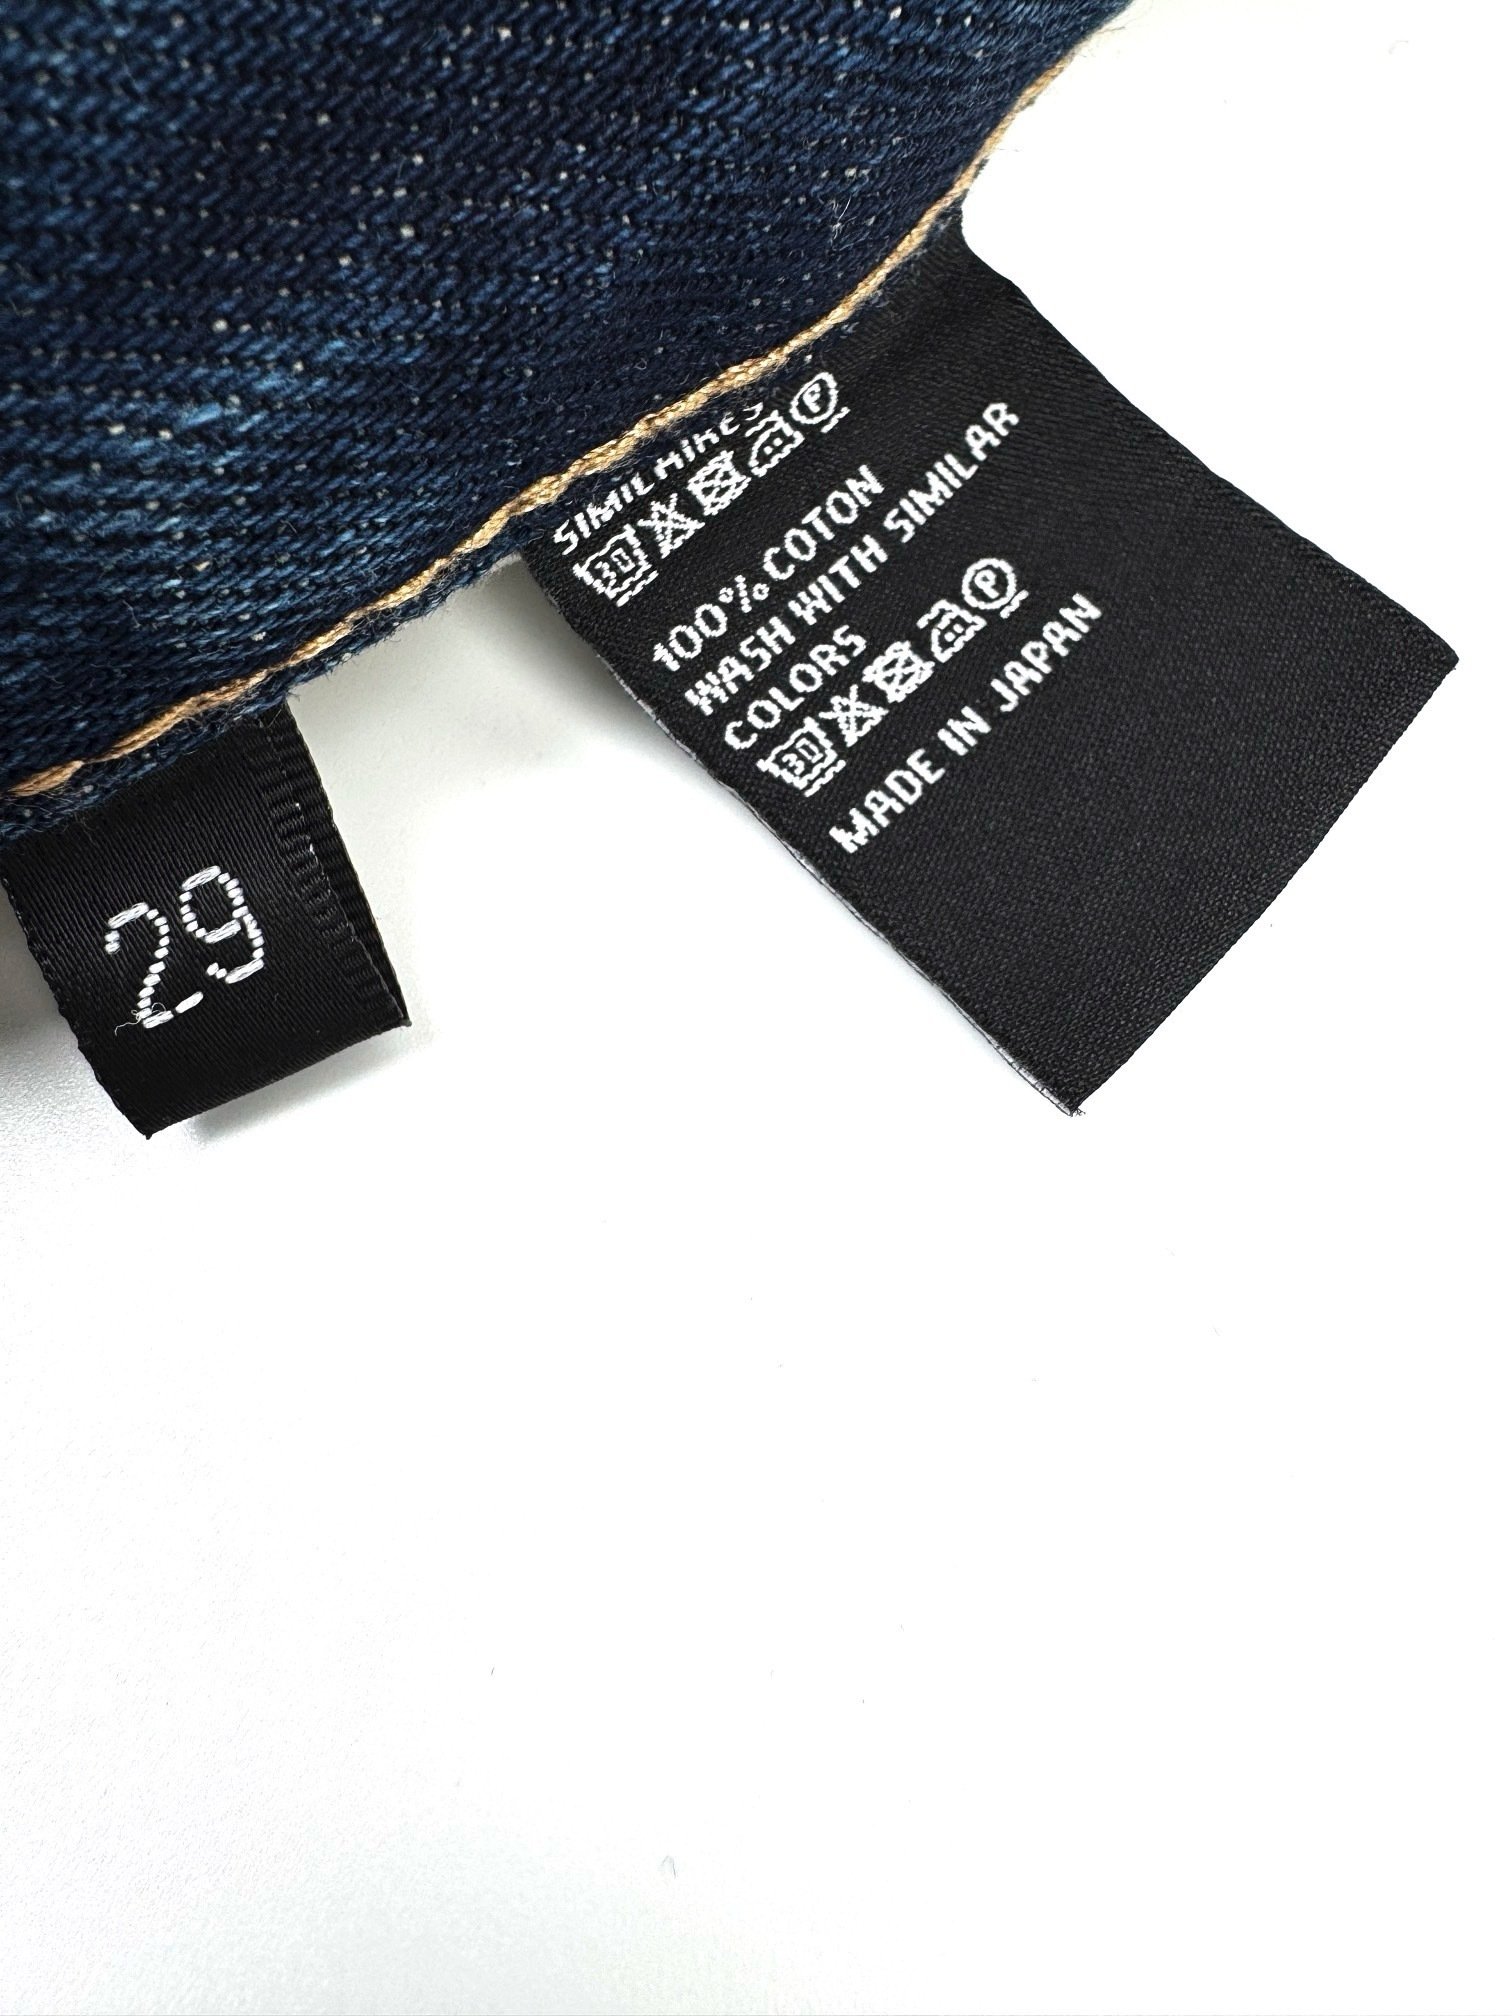 SIMILAIRES
100% COTON
WASH WITH SIMILAR
COLORS
MADE IN JAPAN
29